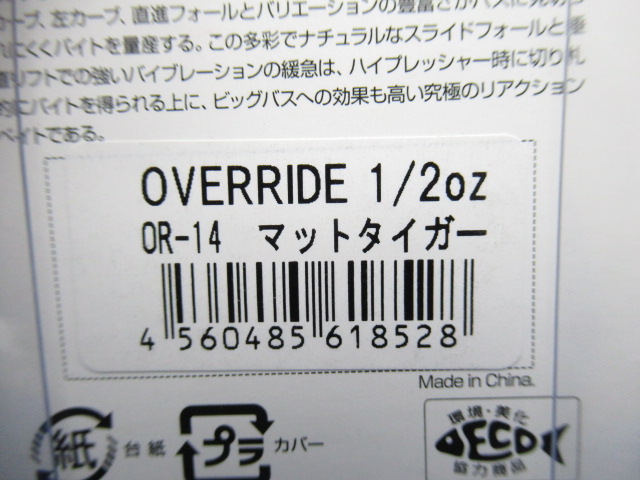 カーブ、左カーブ、直進フォールとバリエーションの豊富さがバスに見切ら
れにくくバイトを量産する。この多彩でナチュラルなスライドフォールと垂
直リフトでの強いバイブレーションの緩急は、ハイプレッシャー時に切り札
的にバイトを得られる上に、ビッグバスへの効果も高い究極のリアクション
ベイトである。
OVERRIDE 1/2oz
OR-14 マットタイガー
4 560485 618528
Made in China.
紙 台紙
プラ カバー
環境・美化
ECO
協力商品